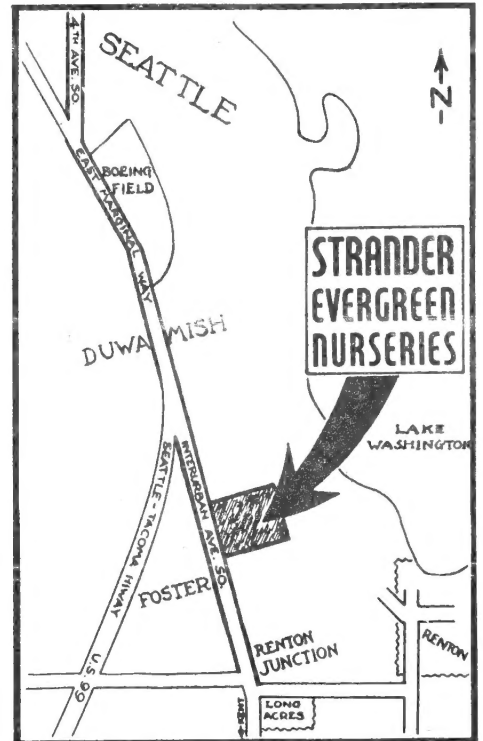 4TH AVE. SO.
SEATTLE
N
BOEING
FIELD
EAST MARGINAL WAY
STRANDER
EVERGREEN
NURSERIES
DUWAMISH
LAKE
WASHINGTON
INTERURBAN AVE. SO.
SEATTLE-TACOMA HIWAY
U.S. 99
FOSTER
RENTON
JUNCTION
RENTON
LONG
ACRES
KENT